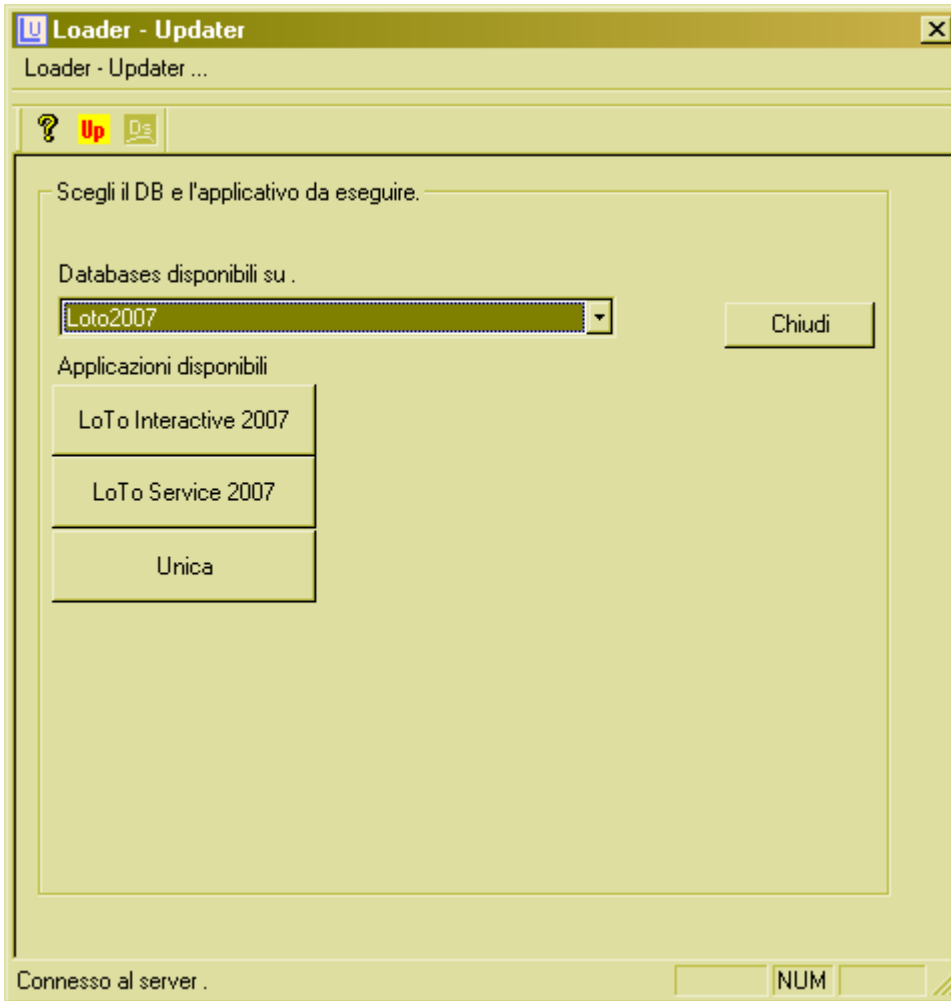 Loader - Updater
Loader - Updater ...
? Up Ds
Scegli il DB e l'applicativo da eseguire.
Databases disponibili su .
Loto2007
Chiudi
Applicazioni disponibili
LoTo Interactive 2007
LoTo Service 2007
Unica
Connesso al server .
NUM